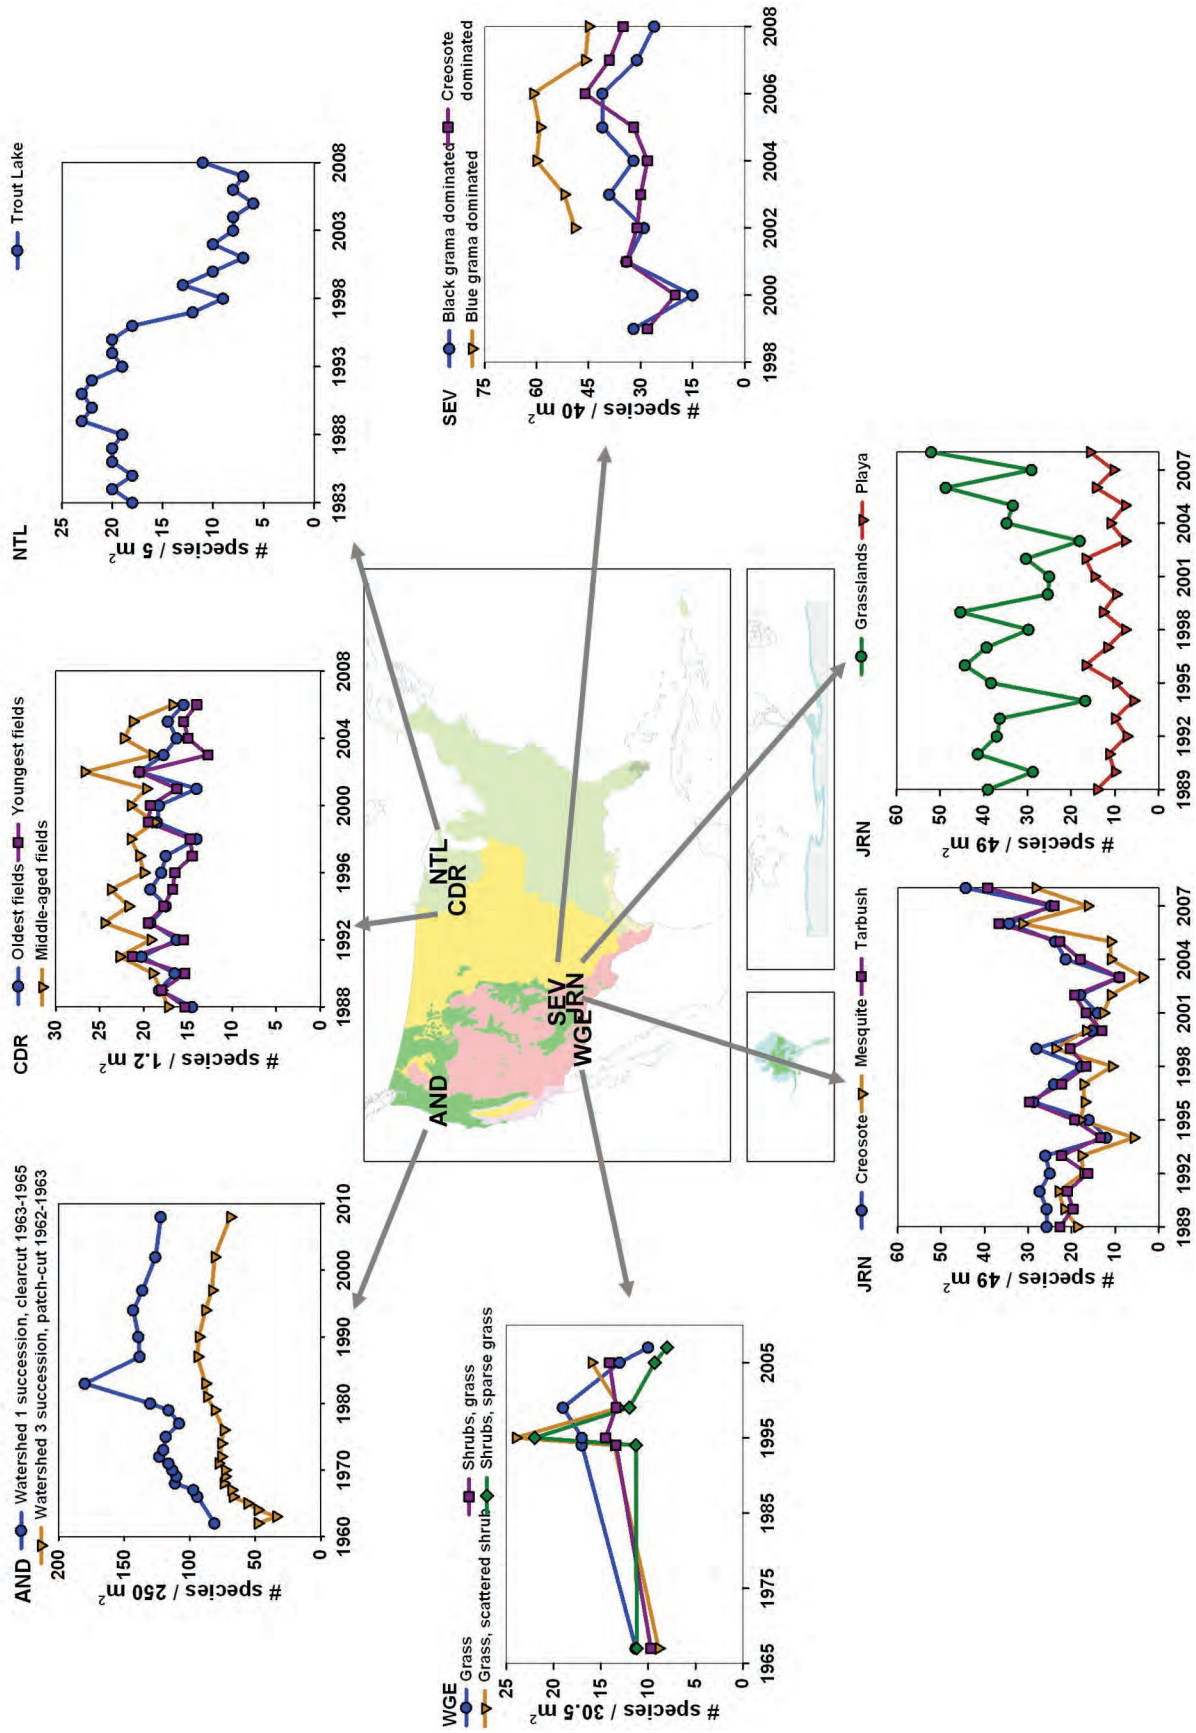 AND
Watershed 1 succession, clearcut 1963-1965
Watershed 3 succession, patch-cut 1962-1963
# species / 250 m²
200
150
100
50
0
1960 1970 1980 1990 2000 2010
CDR
Oldest fields Youngest fields
Middle-aged fields
# species / 1.2 m²
30
25
20
15
10
5
0
1988 1992 1996 2000 2004 2008
NTL
Trout Lake
# species / 5 m²
25
20
15
10
5
0
1983 1988 1993 1998 2003 2008
AND
NTL
CDR
SEV
JRN
WGE
WGE
Grass Shrubs, grass
Grass, scattered shrub Shrubs, sparse grass
# species / 30.5 m²
25
20
15
10
5
0
1965 1975 1985 1995 2005
SEV
Black grama dominated Creosote
dominated
Blue grama dominated
# species / 40 m²
75
60
45
30
15
0
1998 2000 2002 2004 2006 2008
JRN
Creosote Mesquite Tarbush
# species / 49 m²
60
50
40
30
20
10
0
1989 1992 1995 1998 2001 2004 2007
JRN
Grasslands Playa
# species / 49 m²
60
50
40
30
20
10
0
1989 1992 1995 1998 2001 2004 2007